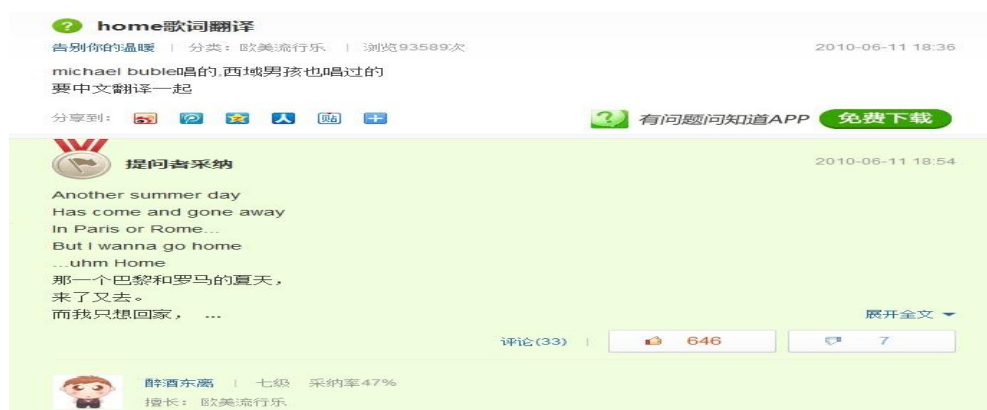 home歌词翻译
告别你的温暖 | 分类：欧美流行乐 | 浏览93589次 2010-06-11 18:36
michael buble唱的.西域男孩也唱过的
要中文翻译一起
分享到： 贴 有问题问知道APP 免费下载
提问者采纳 2010-06-11 18:54
Another summer day
Has come and gone away
In Paris or Rome...
But I wanna go home
...uhm Home
那一个巴黎和罗马的夏天，
来了又去。
而我只想回家， ...
展开全文
评论(33) | 646 7
醉酒东离 | 七级 采纳率47%
擅长： 欧美流行乐